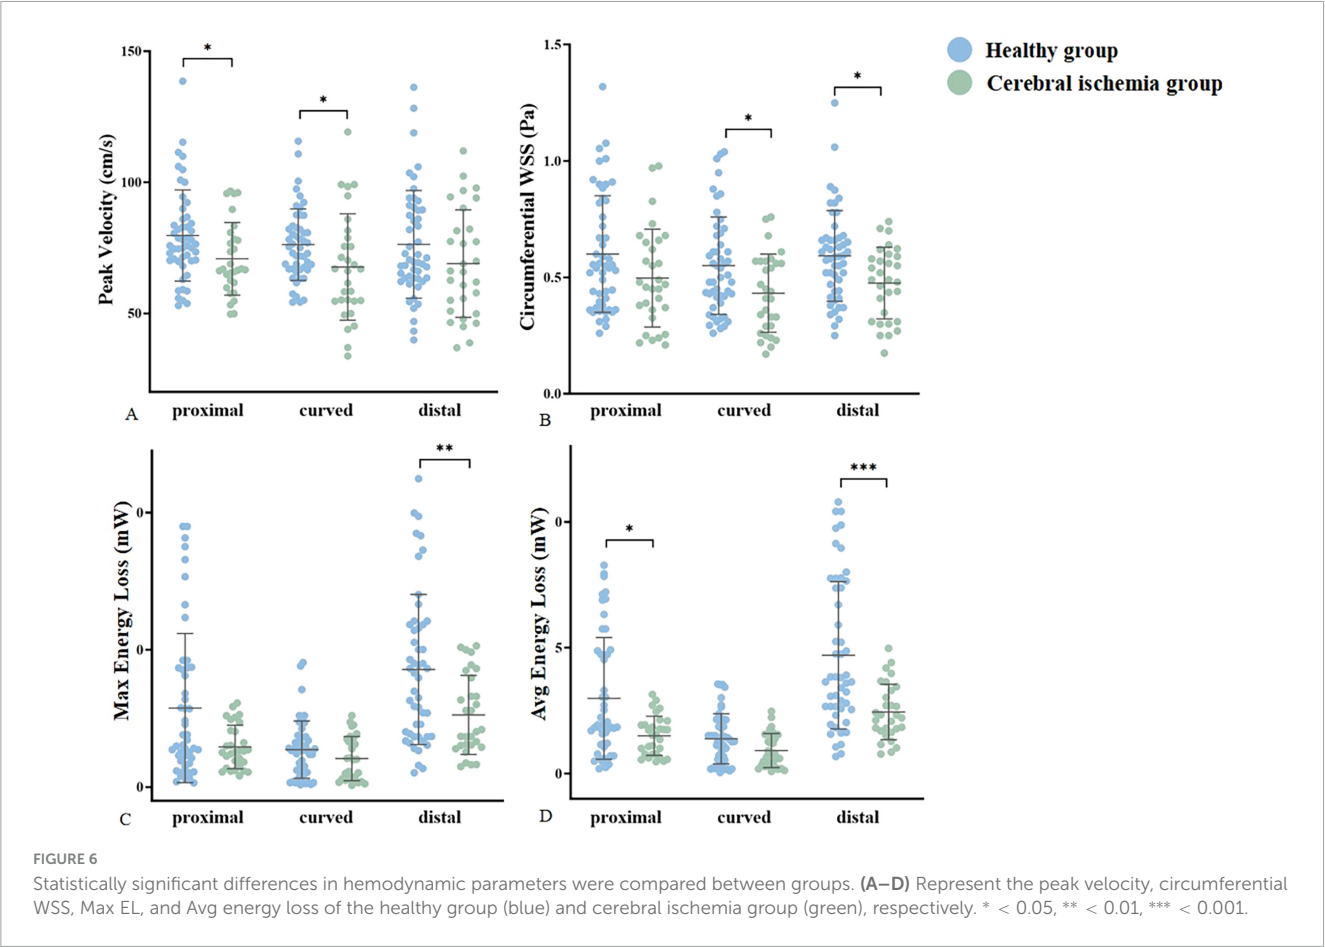 Healthy group
Cerebral ischemia group
*
*
150
100
50
Peak Velocity (cm/s)
proximal
curved
distal
A
*
*
1.5
1.0
0.5
0.0
Circumferential WSS (Pa)
proximal
curved
distal
B
**
0
0
0
Max Energy Loss (mW)
proximal
curved
distal
C
*
***
0
5
0
Avg Energy Loss (mW)
proximal
curved
distal
D
FIGURE 6
Statistically significant differences in hemodynamic parameters were compared between groups. (A–D) Represent the peak velocity, circumferential
WSS, Max EL, and Avg energy loss of the healthy group (blue) and cerebral ischemia group (green), respectively. * < 0.05, ** < 0.01, *** < 0.001.